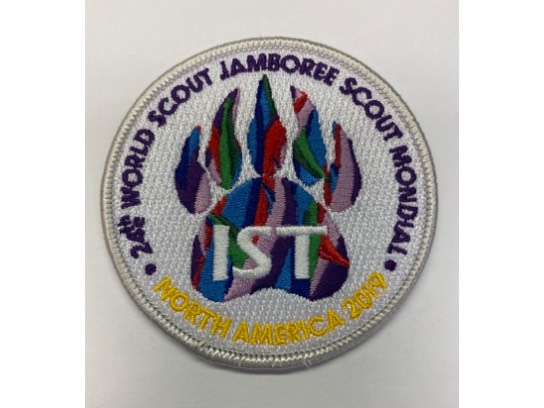 • 24th WORLD SCOUT JAMBOREE SCOUT MONDIAL •
IST
NORTH AMERICA 2019